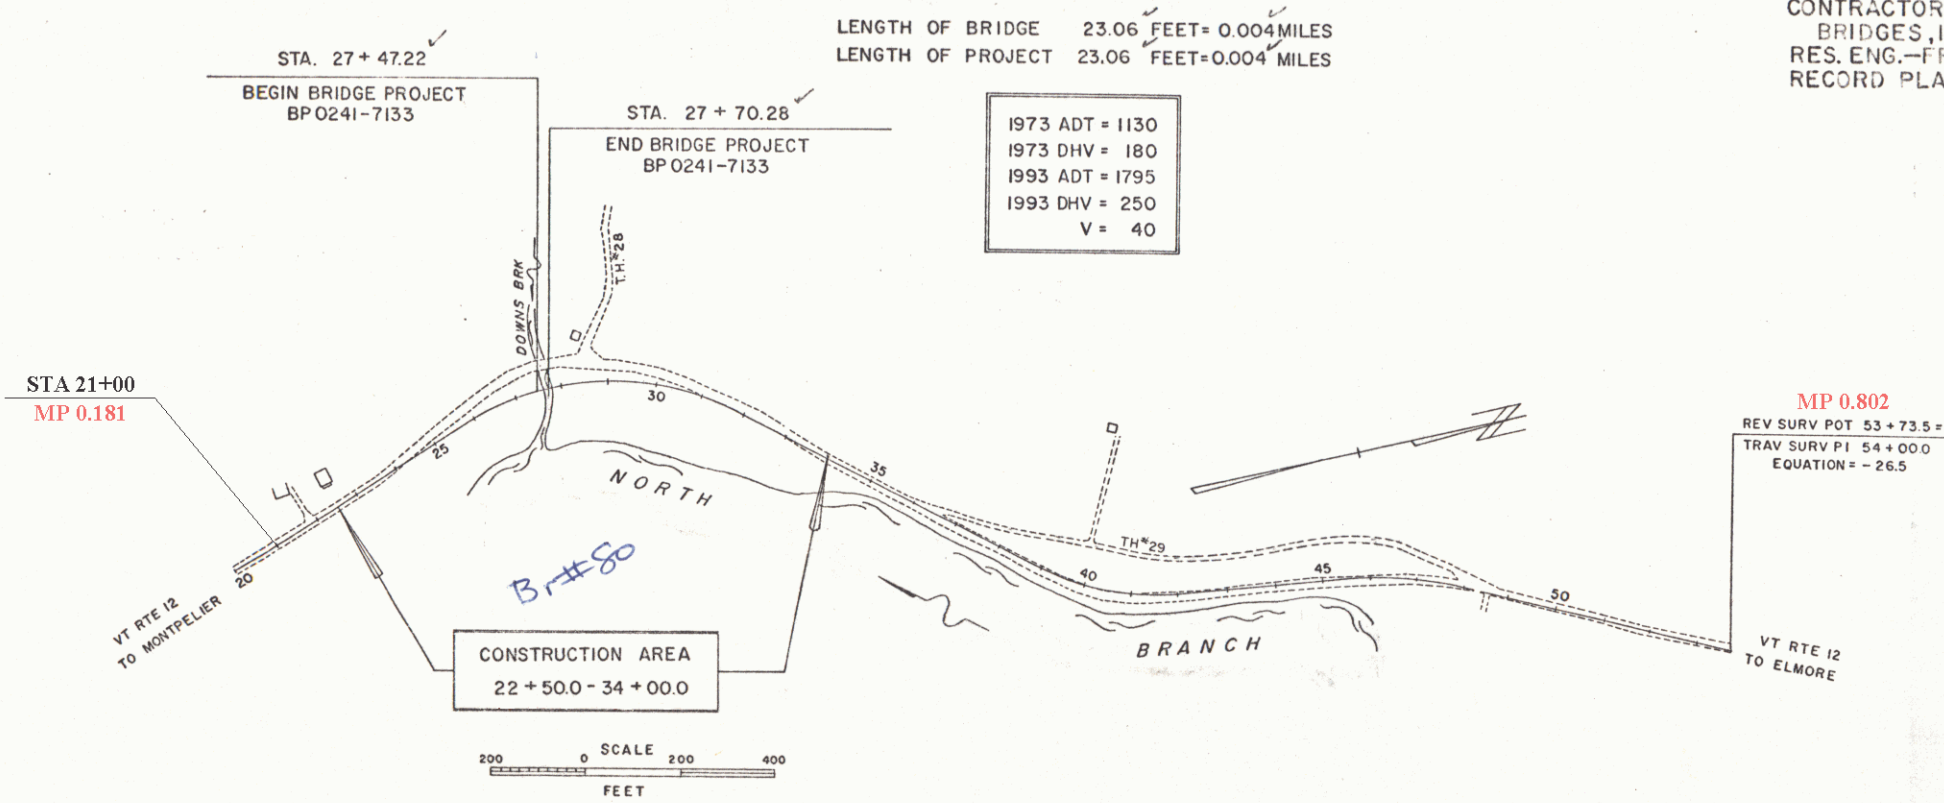 LENGTH OF BRIDGE 23.06 FEET= 0.004 MILES
LENGTH OF PROJECT 23.06 FEET=0.004 MILES
CONTRACTOR
BRIDGES, I
RES. ENG.—FR
RECORD PLA
STA. 27 + 47.22
BEGIN BRIDGE PROJECT
BP 0241-7133
STA. 27 + 70.28
END BRIDGE PROJECT
BP 0241-7133
1973 ADT = 1130
1973 DHV = 180
1993 ADT = 1795
1993 DHV = 250
V = 40
T.H.#28
DOWNS BRK
STA 21+00
MP 0.181
MP 0.802
REV SURV POT 53 + 73.5 =
TRAV SURV PI 54 + 00.0
EQUATION = - 26.5
20
25
30
35
40
45
50
NORTH
BRANCH
TH#29
Br#80
VT RTE 12
TO MONTPELIER
VT RTE 12
TO ELMORE
CONSTRUCTION AREA
22 + 50.0 - 34 + 00.0
SCALE
200 0 200 400
FEET